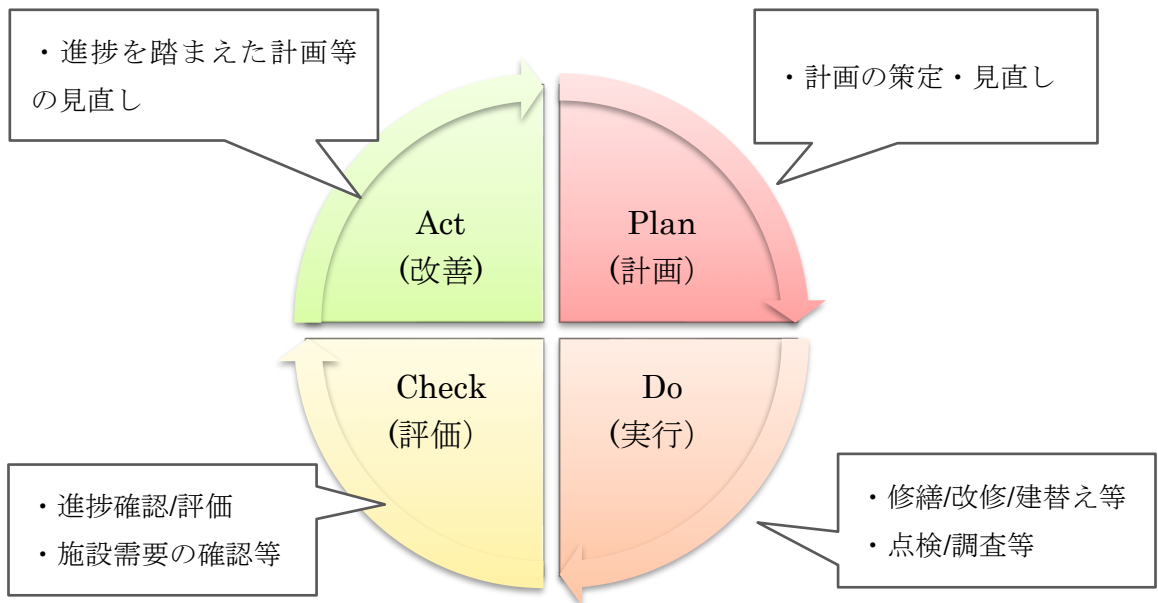 ・進捗を踏まえた計画等
の見直し
・計画の策定・見直し
Act
(改善)
Plan
(計画）
Check
(評価）
Do
(実行）
・進捗確認/評価
・施設需要の確認等
・修繕/改修/建替え等
・点検/調査等